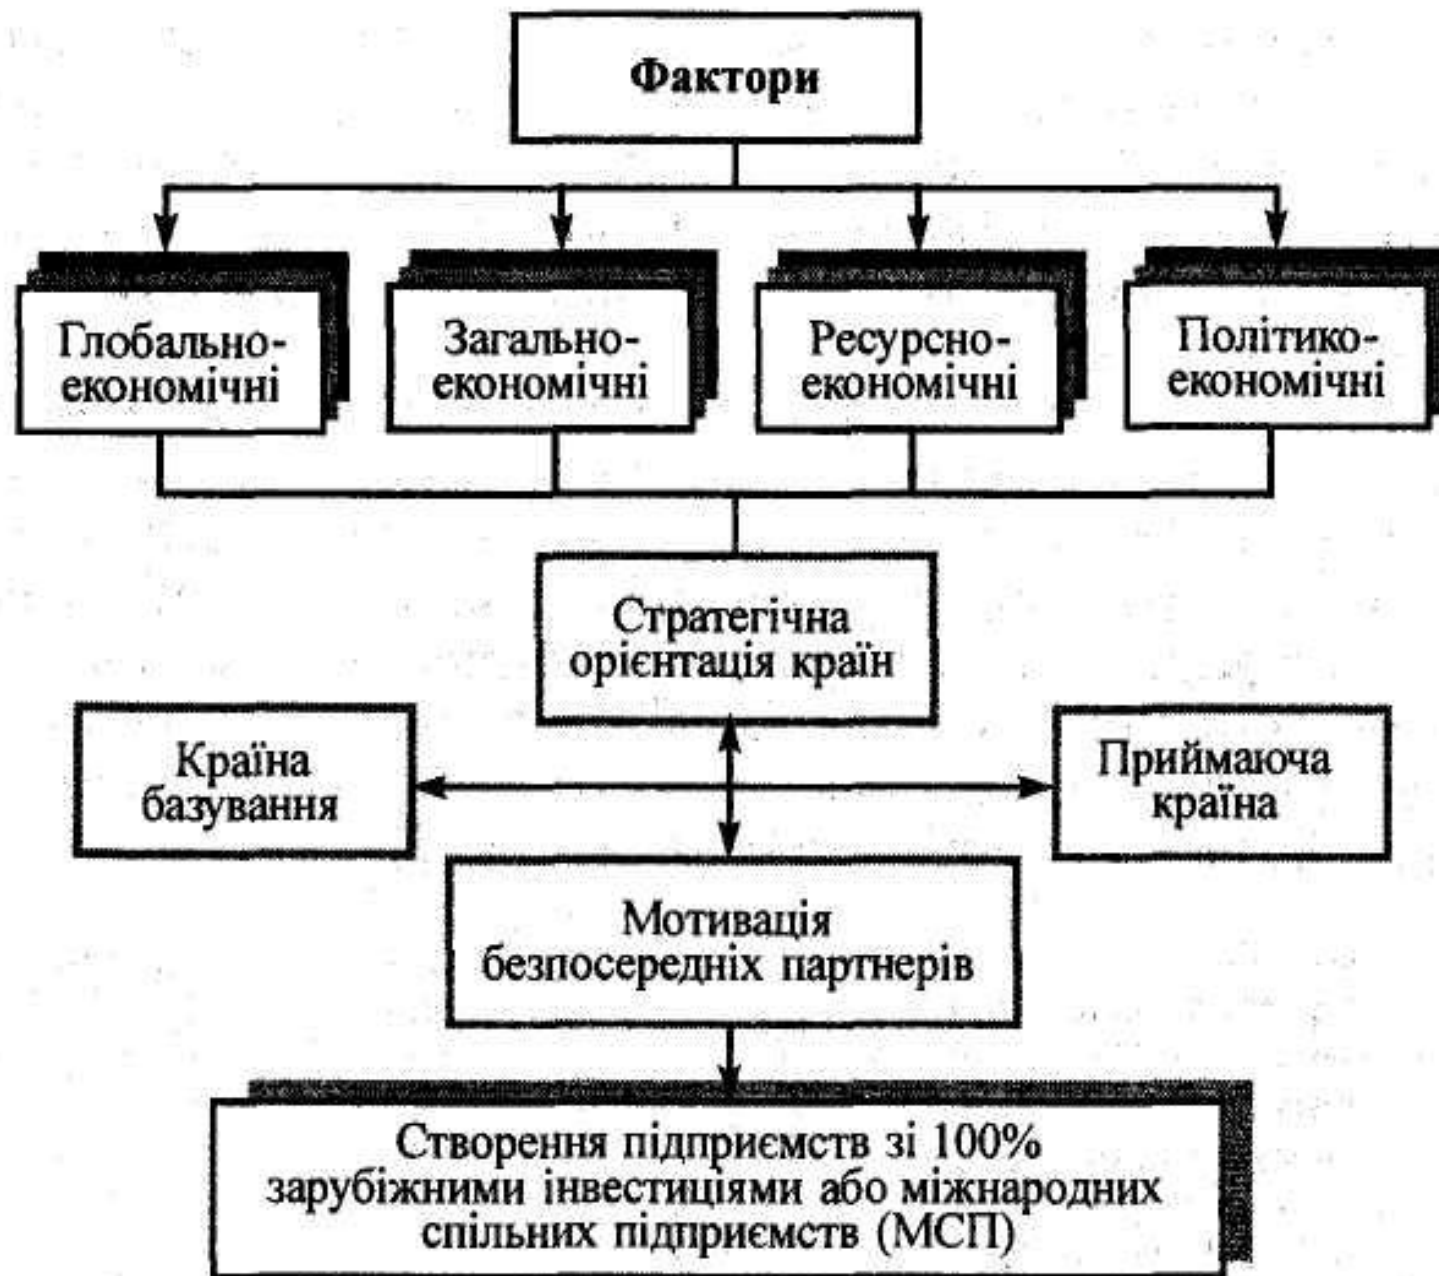 Фактори
Глобально-
економічні
Загально-
економічні
Ресурсно-
економічні
Політико-
економічні
Стратегічна
орієнтація країн
Країна
базування
Приймаюча
країна
Мотивація
безпосередніх партнерів
Створення підприємств зі 100%
зарубіжними інвестиціями або міжнародних
спільних підприємств (МСП)